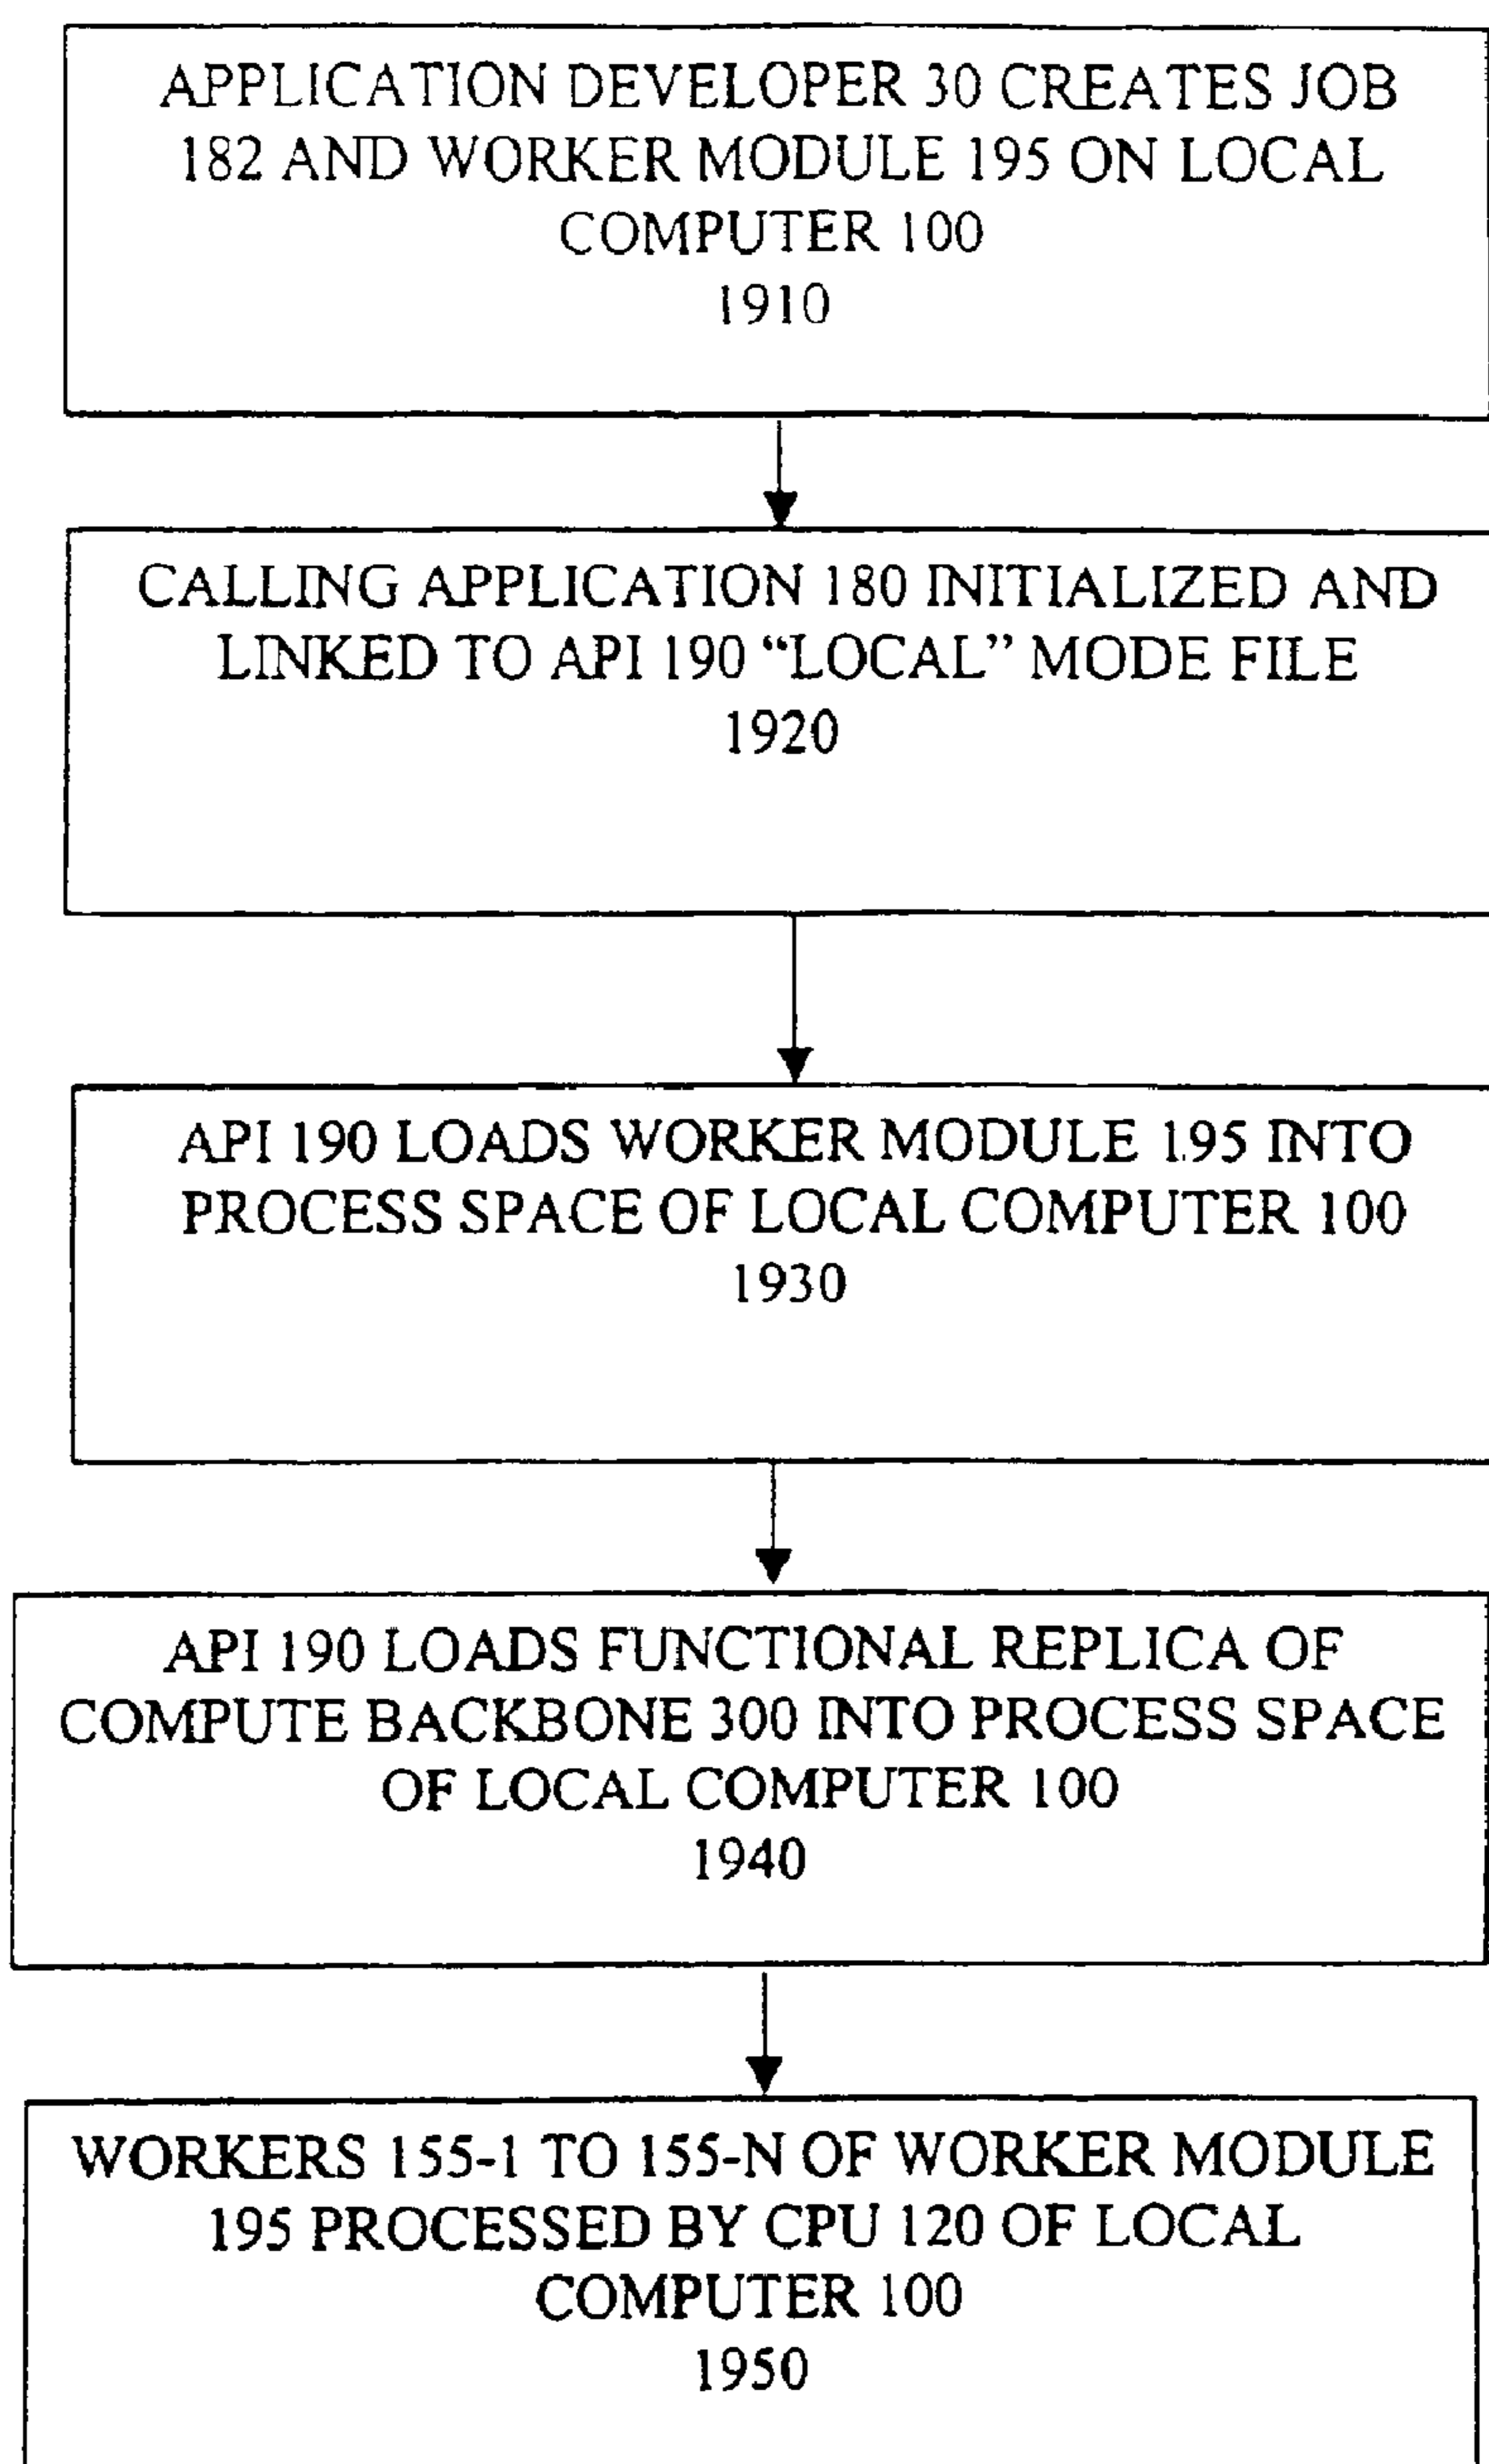 APPLICATION DEVELOPER 30 CREATES JOB
182 AND WORKER MODULE 195 ON LOCAL
COMPUTER 100
1910
CALLING APPLICATION 180 INITIALIZED AND
LINKED TO API 190 “LOCAL” MODE FILE
1920
API 190 LOADS WORKER MODULE 195 INTO
PROCESS SPACE OF LOCAL COMPUTER 100
1930
API 190 LOADS FUNCTIONAL REPLICA OF
COMPUTE BACKBONE 300 INTO PROCESS SPACE
OF LOCAL COMPUTER 100
1940
WORKERS 155-1 TO 155-N OF WORKER MODULE
195 PROCESSED BY CPU 120 OF LOCAL
COMPUTER 100
1950